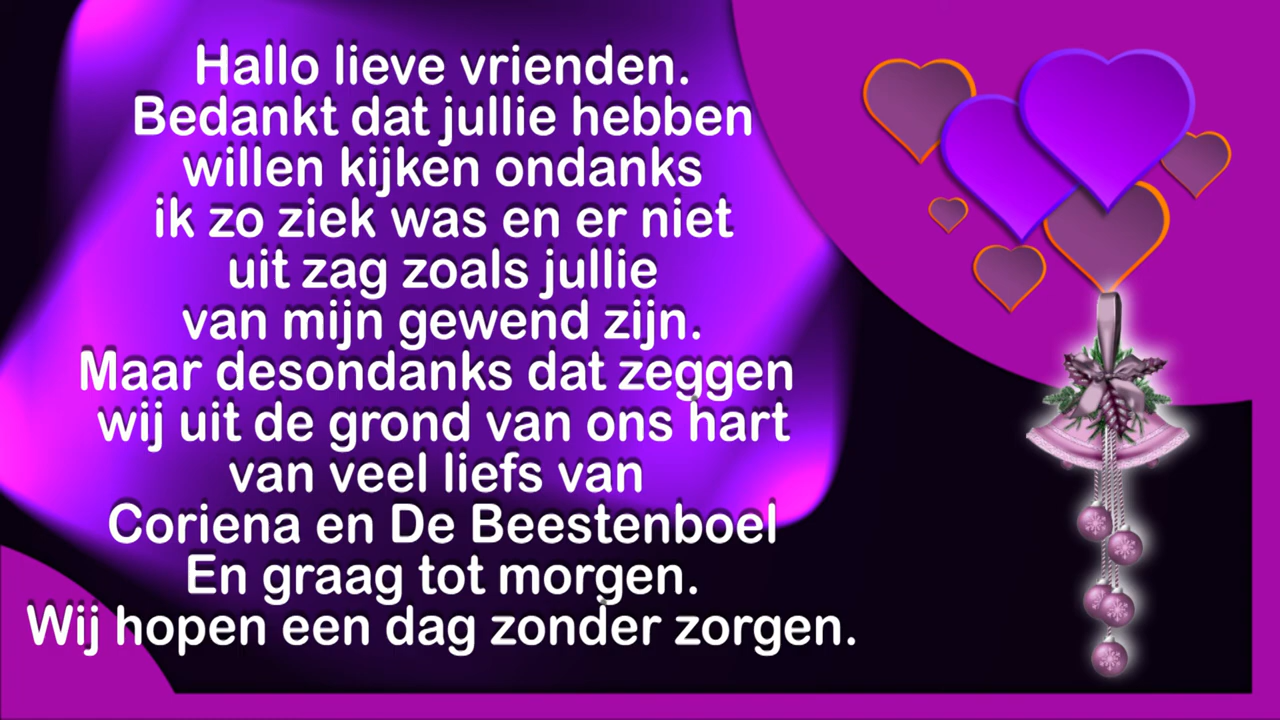 Hallo lieve vrienden.
Bedankt dat jullie hebben
willen kijken ondanks
ik zo ziek was en er niet
uit zag zoals jullie
van mijn gewend zijn.
Maar desondanks dat zeggen
wij uit de grond van ons hart
van veel liefs van
Coriena en De Beestenboel
En graag tot morgen.
Wij hopen een dag zonder zorgen.